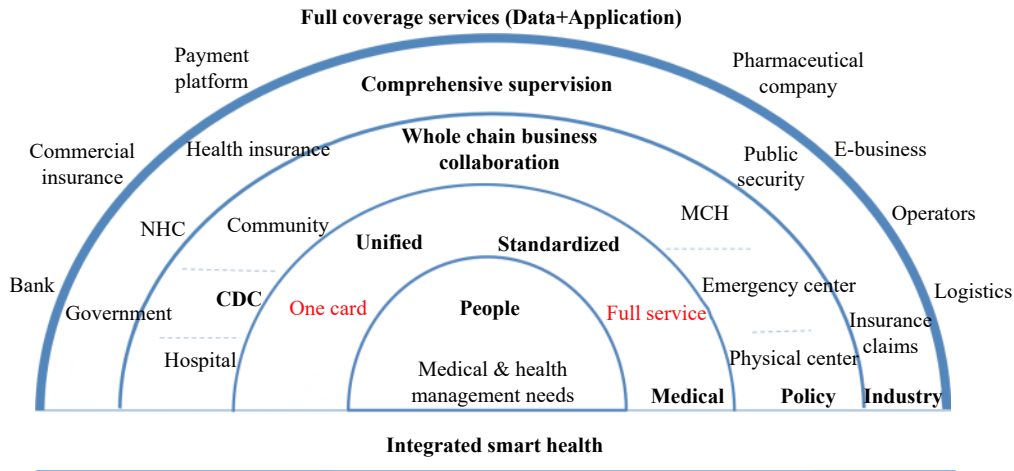 Full coverage services (Data+Application)
Payment
platform
Pharmaceutical
company
Comprehensive supervision
Commercial
insurance
Health insurance
Whole chain business
collaboration
Public
security
E-business
NHC
Community
MCH
Operators
Unified
Standardized
Bank
Government
CDC
One card
People
Full service
Emergency center
Logistics
Insurance
claims
Hospital
Medical & health
management needs
Physical center
Medical
Policy
Industry
Integrated smart health